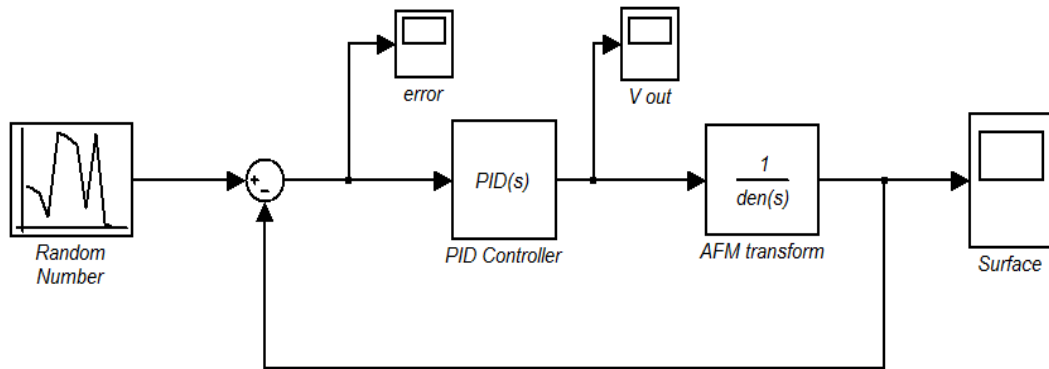 error
V out
+
−
PID(s)
1
den(s)
Random
Number
PID Controller
AFM transform
Surface